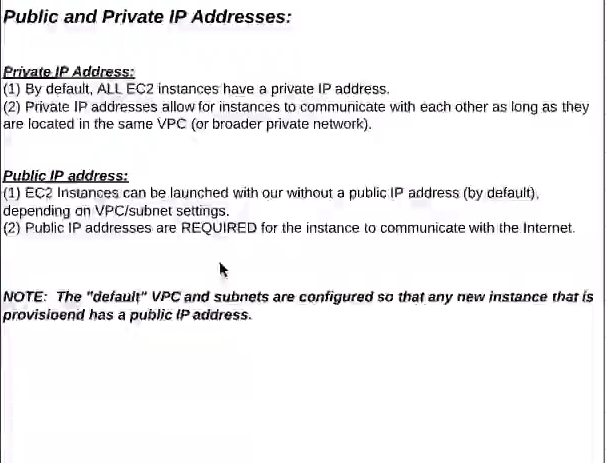 Public and Private IP Addresses:
Private IP Address:
(1) By default, ALL EC2 instances have a private IP address.
(2) Private IP addresses allow for instances to communicate with each other as long as they
are located in the same VPC (or broader private network).
Public IP address:
(1) EC2 Instances can be launched with our without a public IP address (by default),
depending on VPC/subnet settings.
(2) Public IP addresses are REQUIRED for the instance to communicate with the Internet.
NOTE: The "default" VPC and subnets are configured so that any new instance that is
provisioend has a public IP address.